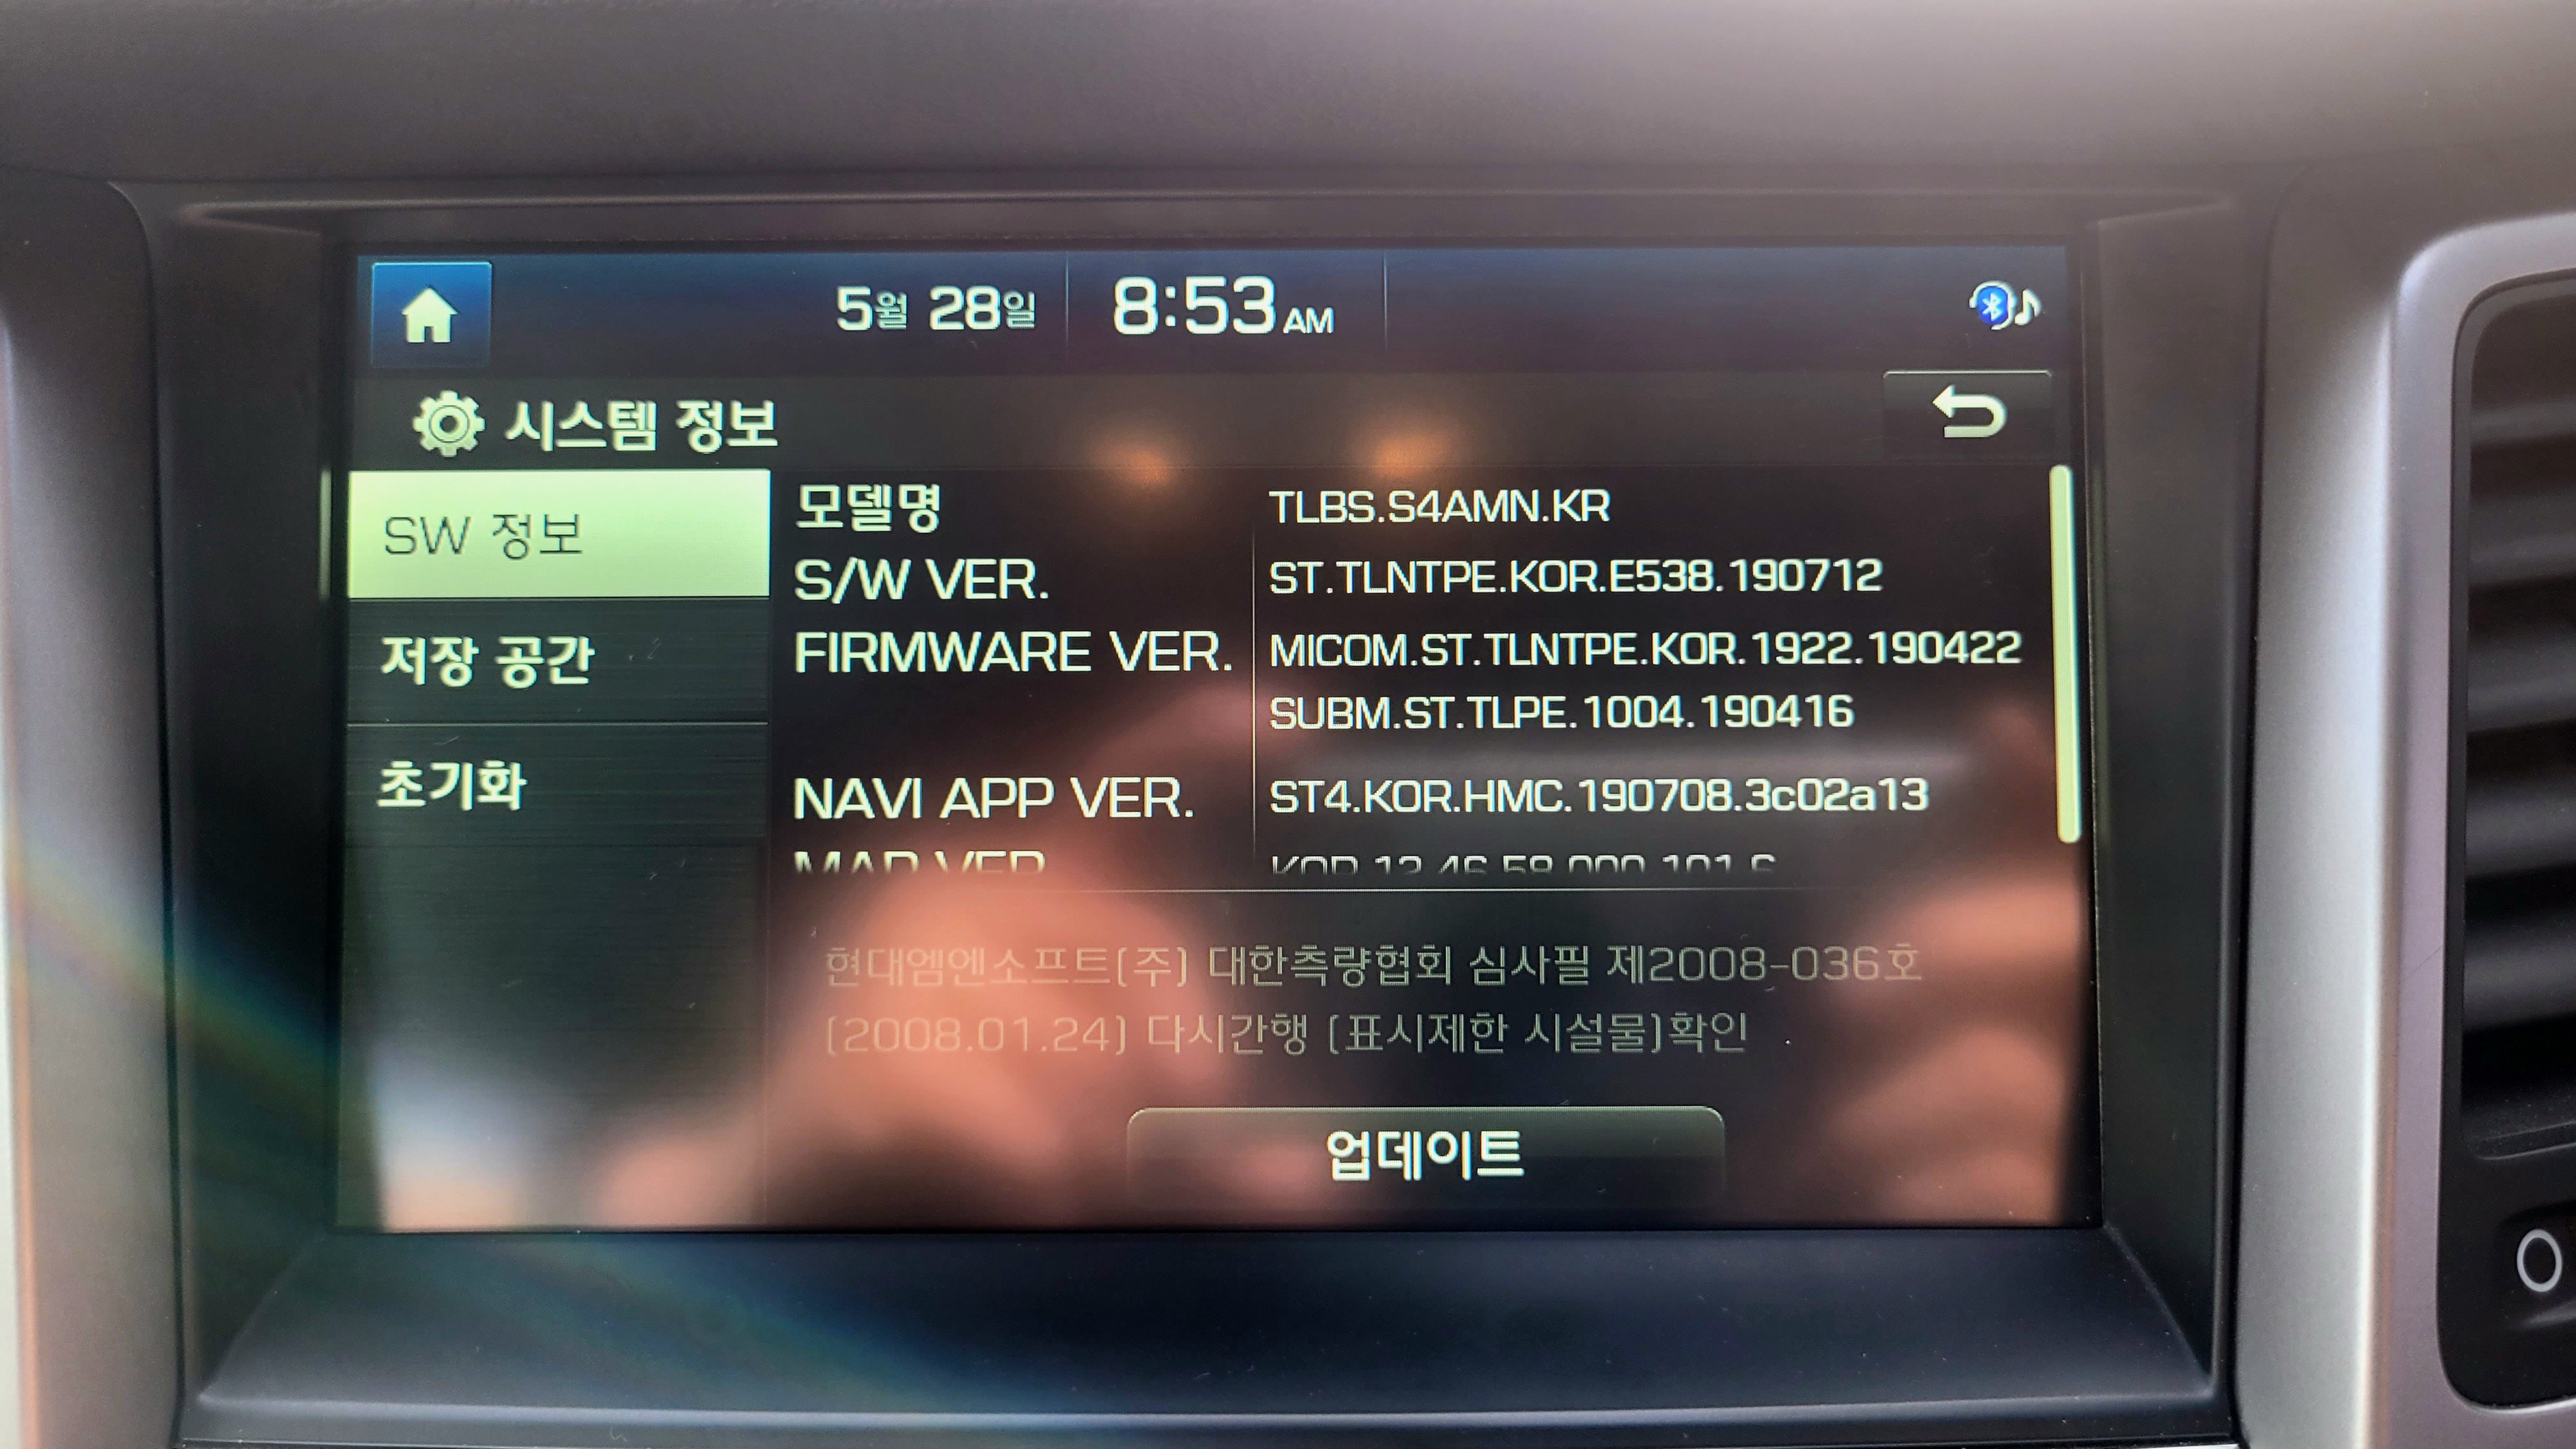 5월 28일 8:53 AM
시스템 정보
SW 정보
저장 공간
초기화
모델명 TLBS.S4AMN.KR
S/W VER. ST.TLNTPE.KOR.E538.190712
FIRMWARE VER. MICOM.ST.TLNTPE.KOR.1922.190422
SUBM.ST.TLPE.1004.190416
NAVI APP VER. ST4.KOR.HMC.190708.3c02a13
MAP VER
현대엠엔소프트(주) 대한측량협회 심사필 제2008-036호
(2008.01.24) 다시간행 (표시제한 시설물)확인
업데이트